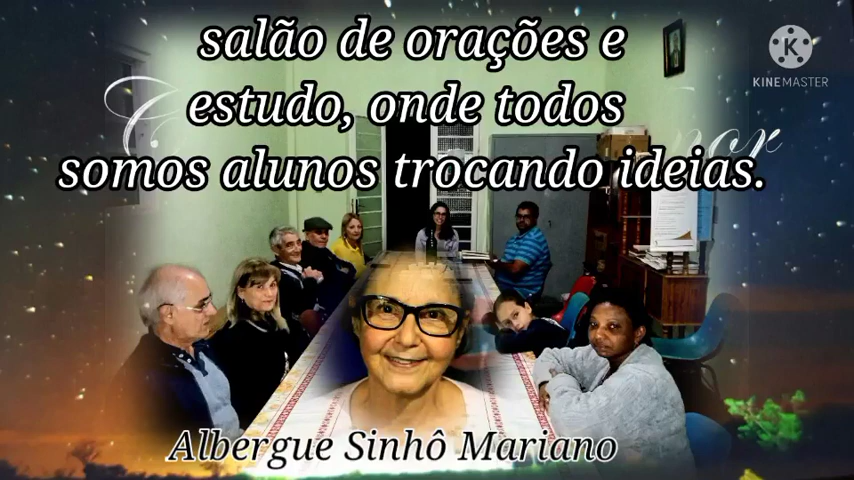 salão de orações e
estudo, onde todos
somos alunos trocando ideias.
K
KINEMASTER
Albergue Sinhô Mariano